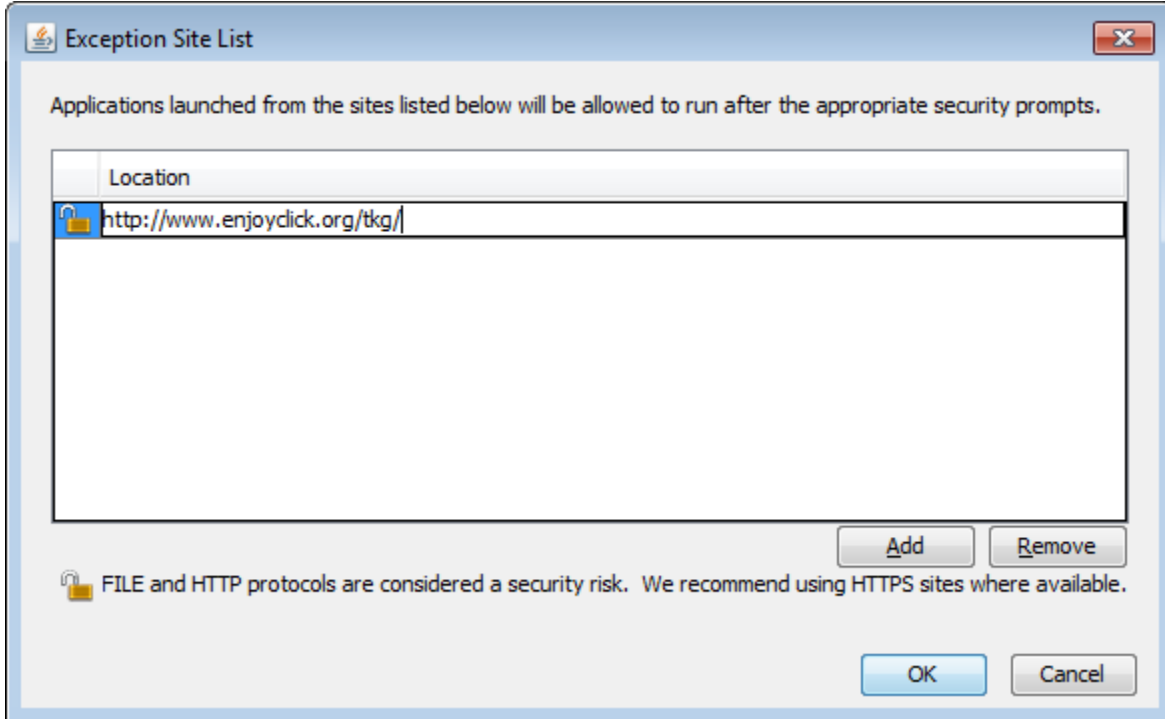 Exception Site List
Applications launched from the sites listed below will be allowed to run after the appropriate security prompts.
Location
http://www.enjoyclick.org/tkg/
Add
Remove
FILE and HTTP protocols are considered a security risk. We recommend using HTTPS sites where available.
OK
Cancel